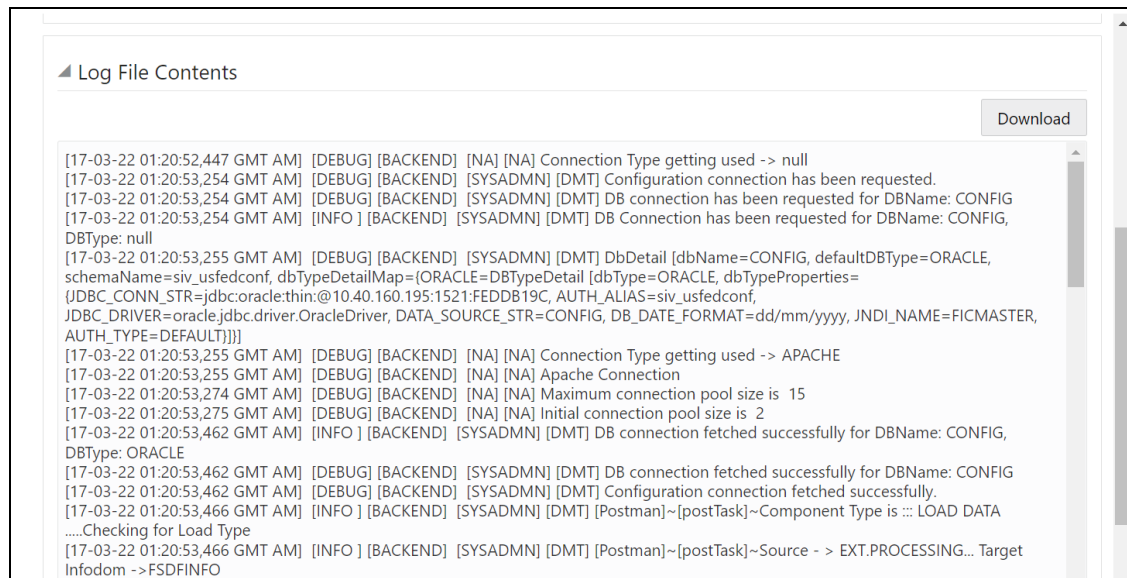 Log File Contents
Download
[17-03-22 01:20:52,447 GMT AM]  [DEBUG] [BACKEND]  [NA] [NA] Connection Type getting used -> null
[17-03-22 01:20:53,254 GMT AM]  [DEBUG] [BACKEND]  [SYSADMN] [DMT] Configuration connection has been requested.
[17-03-22 01:20:53,254 GMT AM]  [DEBUG] [BACKEND]  [SYSADMN] [DMT] DB connection has been requested for DBName: CONFIG
[17-03-22 01:20:53,254 GMT AM]  [INFO ] [BACKEND]  [SYSADMN] [DMT] DB Connection has been requested for DBName: CONFIG,
DBType: null
[17-03-22 01:20:53,255 GMT AM]  [DEBUG] [BACKEND]  [SYSADMN] [DMT] DbDetail [dbName=CONFIG, defaultDBType=ORACLE,
schemaName=siv_usfedconf, dbTypeDetailMap={ORACLE=DBTypeDetail [dbType=ORACLE, dbTypeProperties=
{JDBC_CONN_STR=jdbc:oracle:thin:@10.40.160.195:1521:FEDDB19C, AUTH_ALIAS=siv_usfedconf,
JDBC_DRIVER=oracle.jdbc.driver.OracleDriver, DATA_SOURCE_STR=CONFIG, DB_DATE_FORMAT=dd/mm/yyyy, JNDI_NAME=FICMASTER,
AUTH_TYPE=DEFAULT}]}]
[17-03-22 01:20:53,255 GMT AM]  [DEBUG] [BACKEND]  [NA] [NA] Connection Type getting used -> APACHE
[17-03-22 01:20:53,255 GMT AM]  [DEBUG] [BACKEND]  [NA] [NA] Apache Connection
[17-03-22 01:20:53,274 GMT AM]  [DEBUG] [BACKEND]  [NA] [NA] Maximum connection pool size is  15
[17-03-22 01:20:53,275 GMT AM]  [DEBUG] [BACKEND]  [NA] [NA] Initial connection pool size is  2
[17-03-22 01:20:53,462 GMT AM]  [INFO ] [BACKEND]  [SYSADMN] [DMT] DB connection fetched successfully for DBName: CONFIG,
DBType: ORACLE
[17-03-22 01:20:53,462 GMT AM]  [DEBUG] [BACKEND]  [SYSADMN] [DMT] DB connection fetched successfully for DBName: CONFIG
[17-03-22 01:20:53,462 GMT AM]  [DEBUG] [BACKEND]  [SYSADMN] [DMT] Configuration connection fetched successfully.
[17-03-22 01:20:53,466 GMT AM]  [INFO ] [BACKEND]  [SYSADMN] [DMT] [Postman]~[postTask]~Component Type is ::: LOAD DATA
.....Checking for Load Type
[17-03-22 01:20:53,466 GMT AM]  [INFO ] [BACKEND]  [SYSADMN] [DMT] [Postman]~[postTask]~Source - > EXT.PROCESSING... Target
Infodom ->FSDFINFO